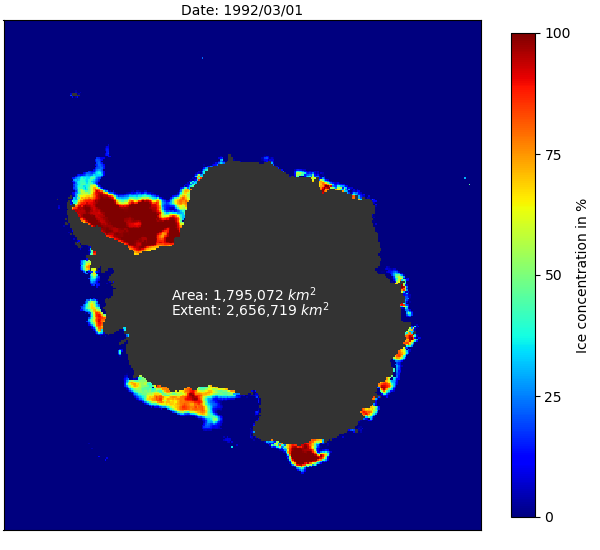 Date: 1992/03/01
100
75
50
25
0
Ice concentration in %
Area: 1,795,072 km²
Extent: 2,656,719 km²